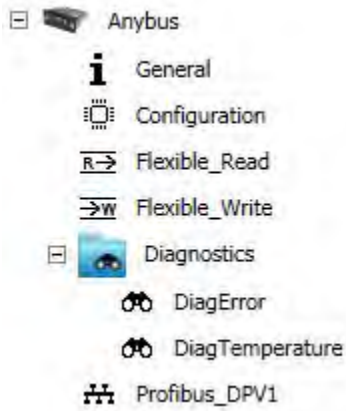 Anybus
General
Configuration
R Flexible_Read
W Flexible_Write
Diagnostics
DiagError
DiagTemperature
Profibus_DPV1